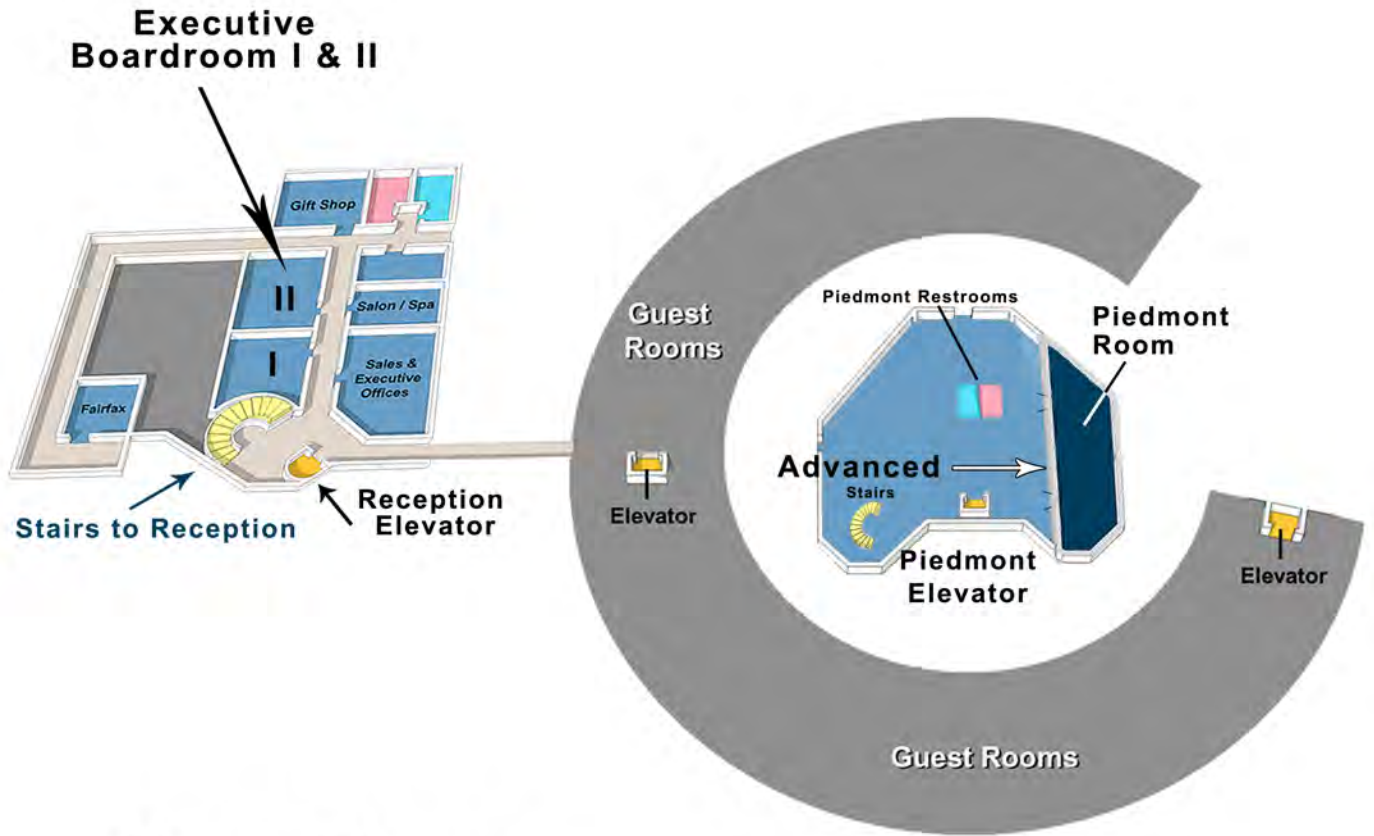 Executive
Boardroom I & II
Gift Shop
II
Salon / Spa
I
Sales &
Executive
Offices
Fairfax
Stairs to Reception
Reception
Elevator
Guest
Rooms
Elevator
Piedmont Restrooms
Piedmont
Room
Advanced
Stairs
Piedmont
Elevator
Elevator
Guest Rooms